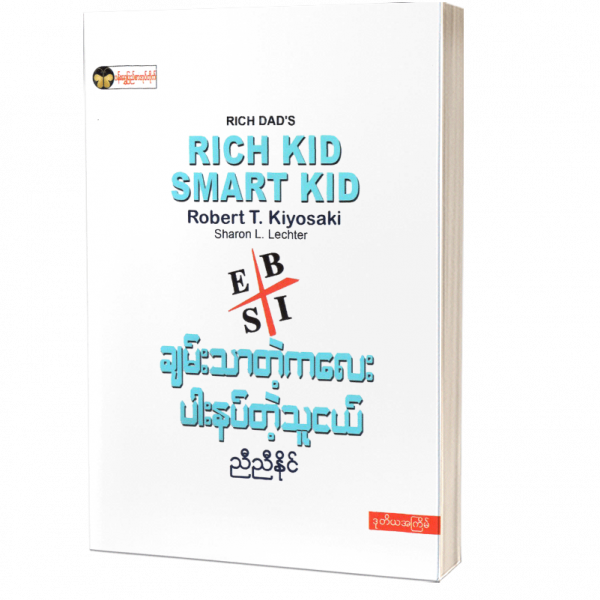 RICH DAD'S
RICH KID
SMART KID
Robert T. Kiyosaki
Sharon L. Lechter
E B
S I
ချမ်းသာတဲ့ကလေး
ပါးနပ်တဲ့သူငယ်
ညီညီနိုင်
ဒုတိယအကြိမ်